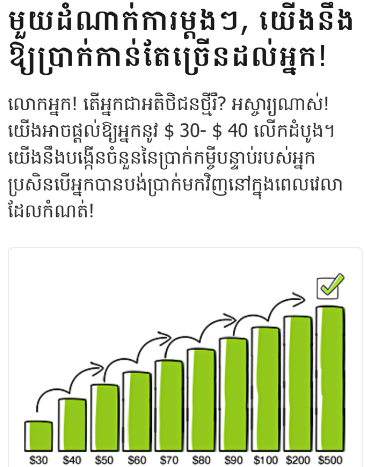 មួយដំណាក់ការម្តងៗ, យើងនឹង
ឱ្យប្រាក់កាន់តែច្រើនដល់អ្នក!
លោកអ្នក! តើអ្នកជាអតិថិជនថ្មីរឺ? អស្ចារ្យណាស់!
យើងអាចផ្តល់ឱ្យអ្នកនូវ $ 30- $ 40 លើកដំបូង។
យើងនឹងបង្កើនចំនួននៃប្រាក់កម្ចីបន្ទាប់របស់អ្នក
ប្រសិនបើអ្នកបានបង់ប្រាក់មកវិញនៅក្នុងពេលវេលា
ដែលកំណត់!
$30 $40 $50 $60 $70 $80 $90 $100 $200 $500